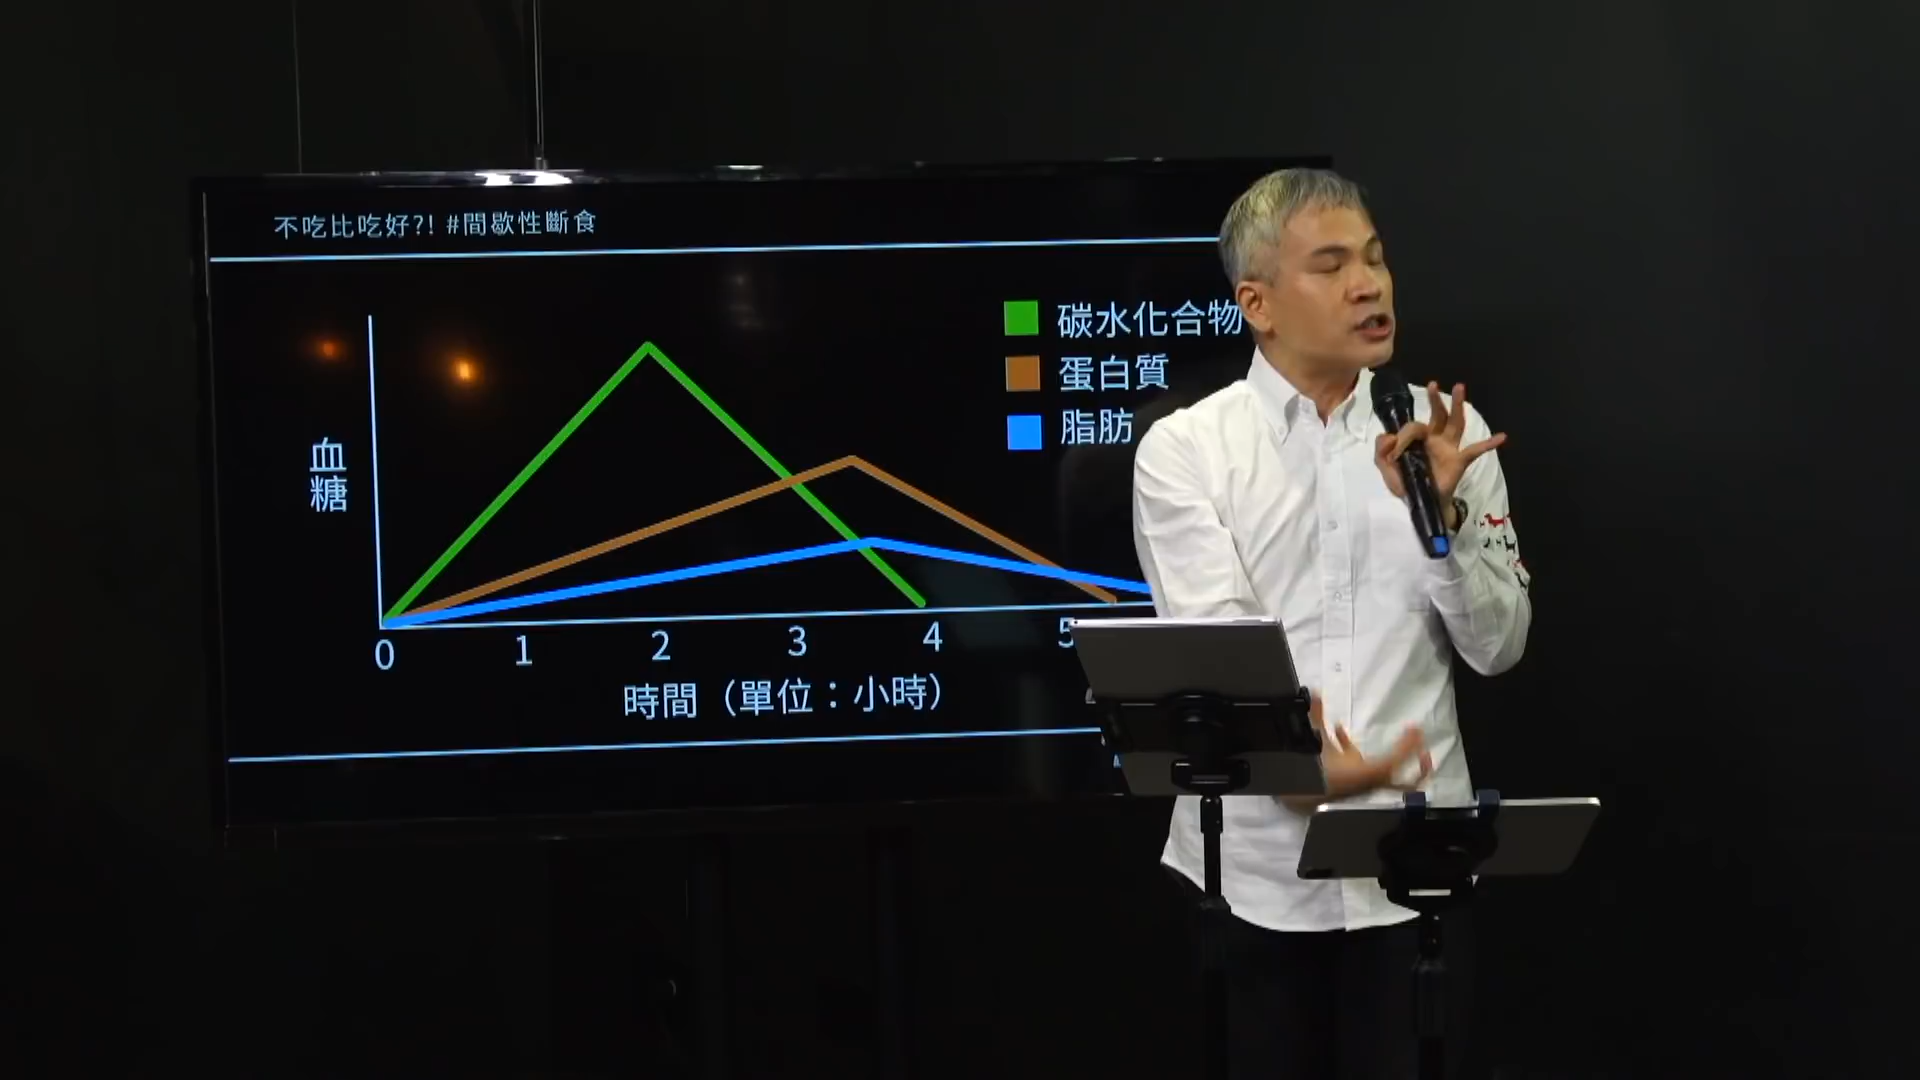 不吃比吃好?! #間歇性斷食
碳水化合物
蛋白質
脂肪
血糖
0 1 2 3 4 5
時間（單位：小時）